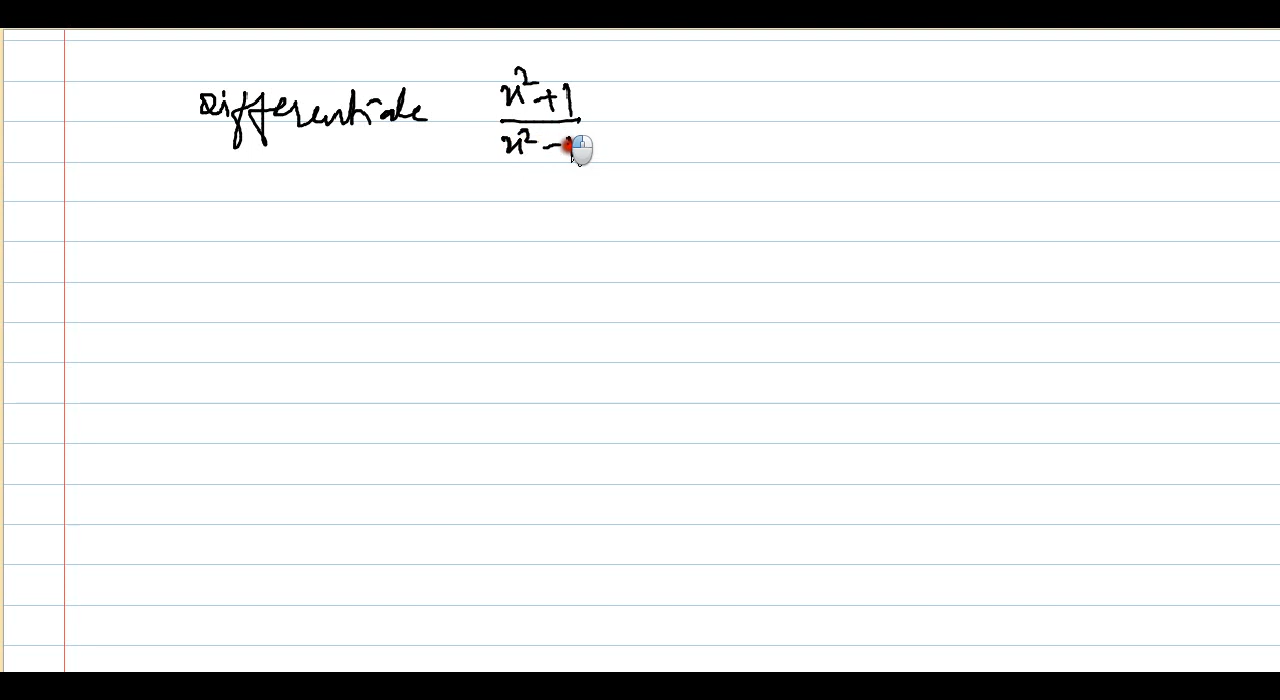 Differentiate x²+1
x² -